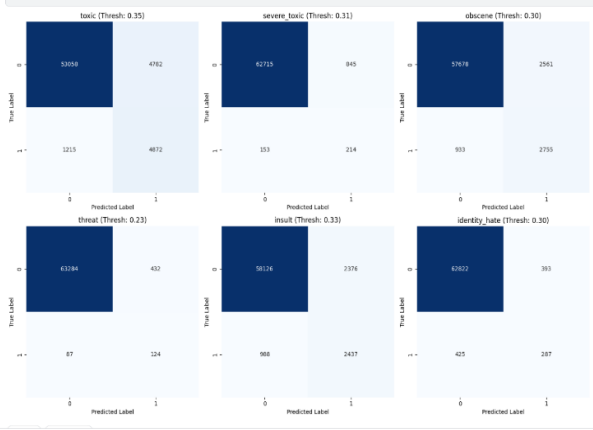 toxic (Thresh: 0.35)
True Label
0
1
53058
4782
1215
4872
0
1
Predicted Label
severe_toxic (Thresh: 0.31)
True Label
0
1
62715
845
153
214
0
1
Predicted Label
obscene (Thresh: 0.30)
True Label
0
1
57678
2561
933
2755
0
1
Predicted Label
threat (Thresh: 0.23)
True Label
0
1
63284
432
87
124
0
1
Predicted Label
insult (Thresh: 0.33)
True Label
0
1
58126
2376
988
2437
0
1
Predicted Label
identity_hate (Thresh: 0.30)
True Label
0
1
62822
393
425
287
0
1
Predicted Label